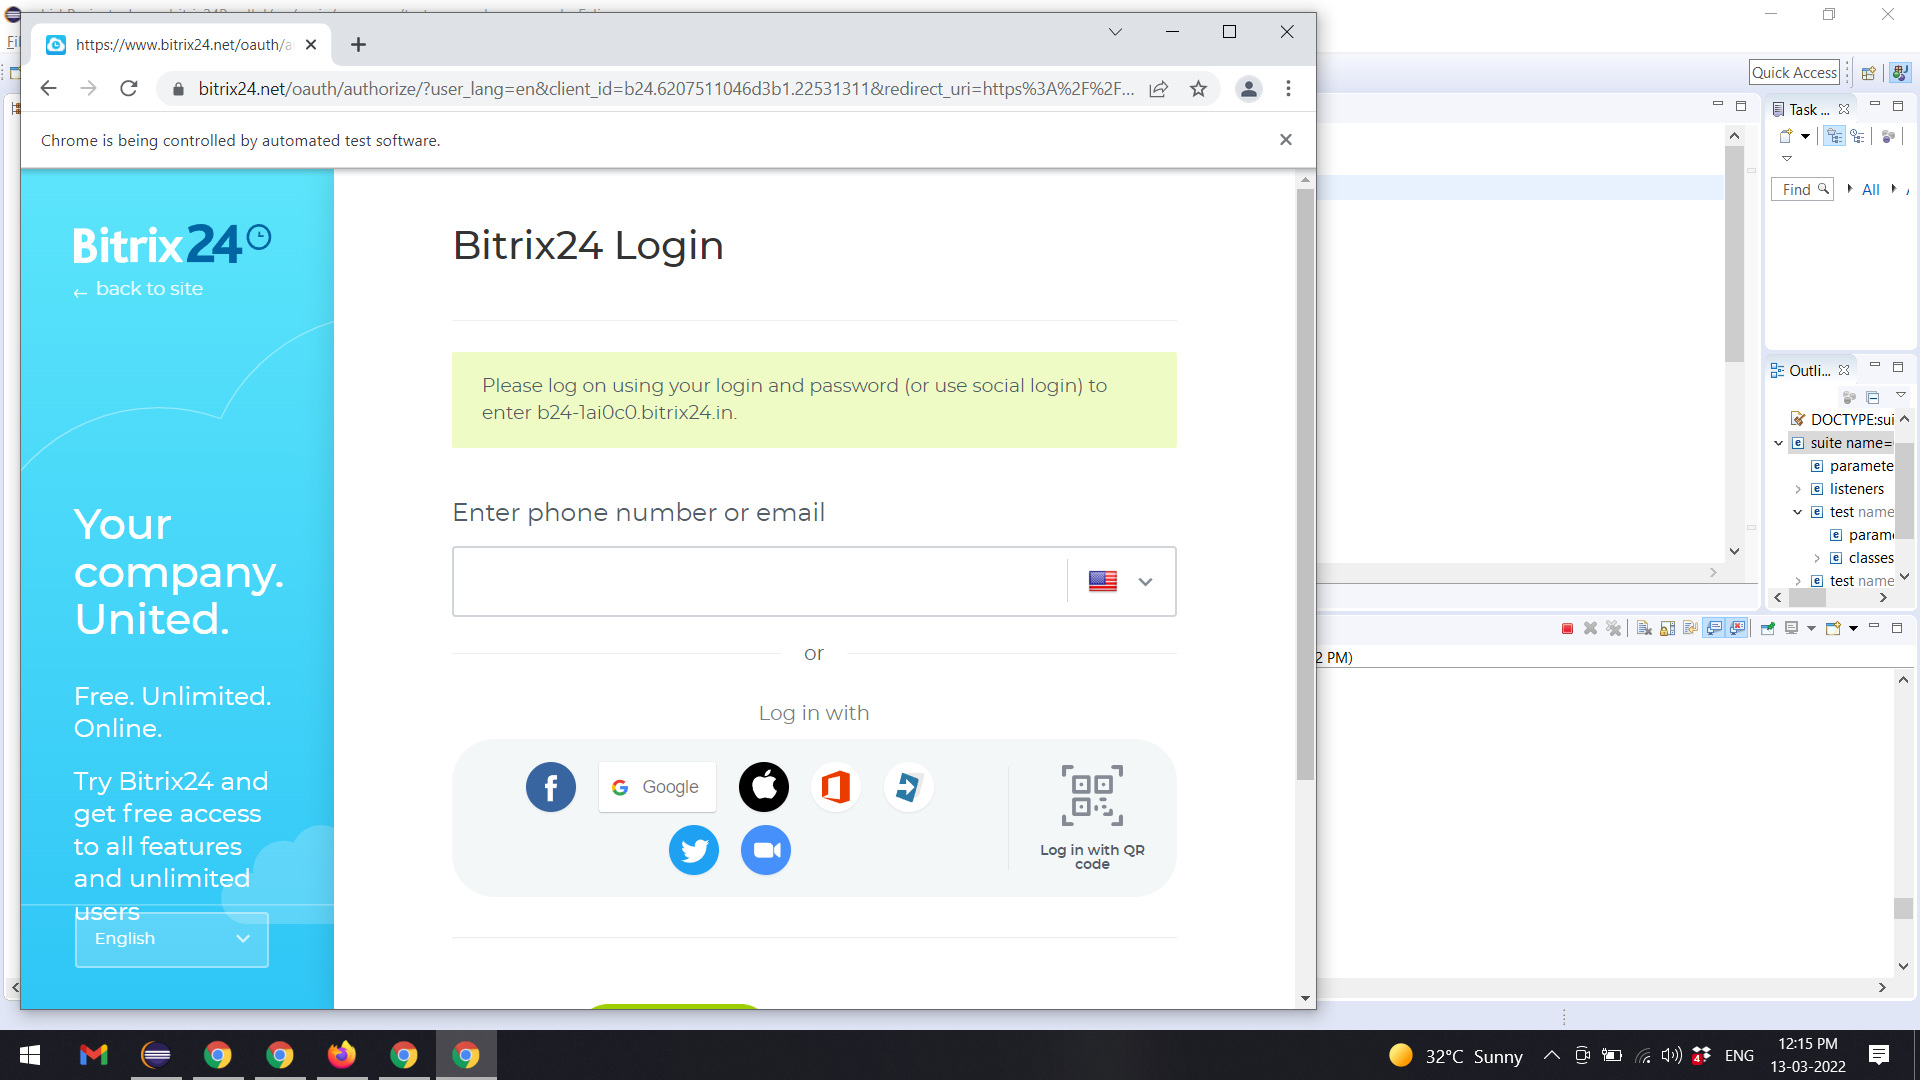 https://www.bitrix24.net/oauth/a
bitrix24.net/oauth/authorize/?user_lang=en&client_id=b24.6207511046d3b1.22531311&redirect_uri=https%3A%2F%2F...
Chrome is being controlled by automated test software.
Bitrix24
← back to site
Your
company.
United.
Free. Unlimited.
Online.
Try Bitrix24 and
get free access
to all features
and unlimited
users
English
Bitrix24 Login
Please log on using your login and password (or use social login) to
enter b24-1ai0c0.bitrix24.in.
Enter phone number or email
or
Log in with
Google
Log in with QR
code
Quick Access
Task ...
Find
All
Outli...
DOCTYPE:sui
suite name=
paramete
listeners
test name
param
classes
test name
2 PM)
32°C Sunny
4
ENG
12:15 PM
13-03-2022